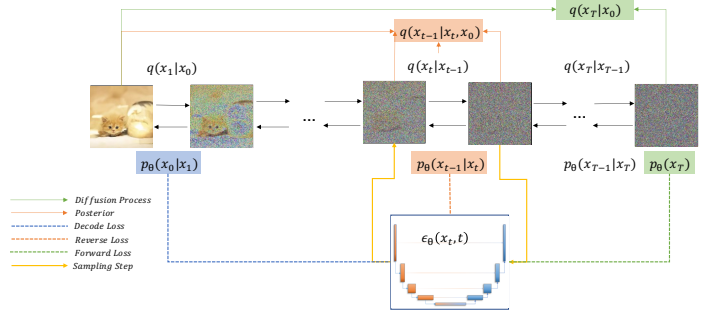 q(x_T|x_0)
q(x_{t-1}|x_t,x_0)
q(x_1|x_0)
q(x_t|x_{t-1})
q(x_T|x_{T-1})
...
...
...
p_θ(x_0|x_1)
p_θ(x_{t-1}|x_t)
p_θ(x_{T-1}|x_T)
p_θ(x_T)
Diffusion Process
Posterior
Decode Loss
Reverse Loss
Forward Loss
Sampling Step
ϵ_θ(x_t,t)